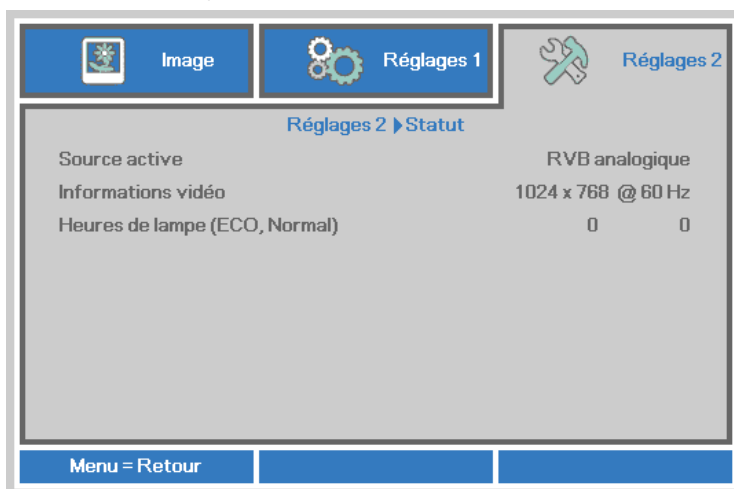 Image Réglages 1 Réglages 2
Réglages 2 ▶ Statut
Source active RVB analogique
Informations vidéo 1024 x 768 @ 60 Hz
Heures de lampe (ECO, Normal) 0 0
Menu = Retour